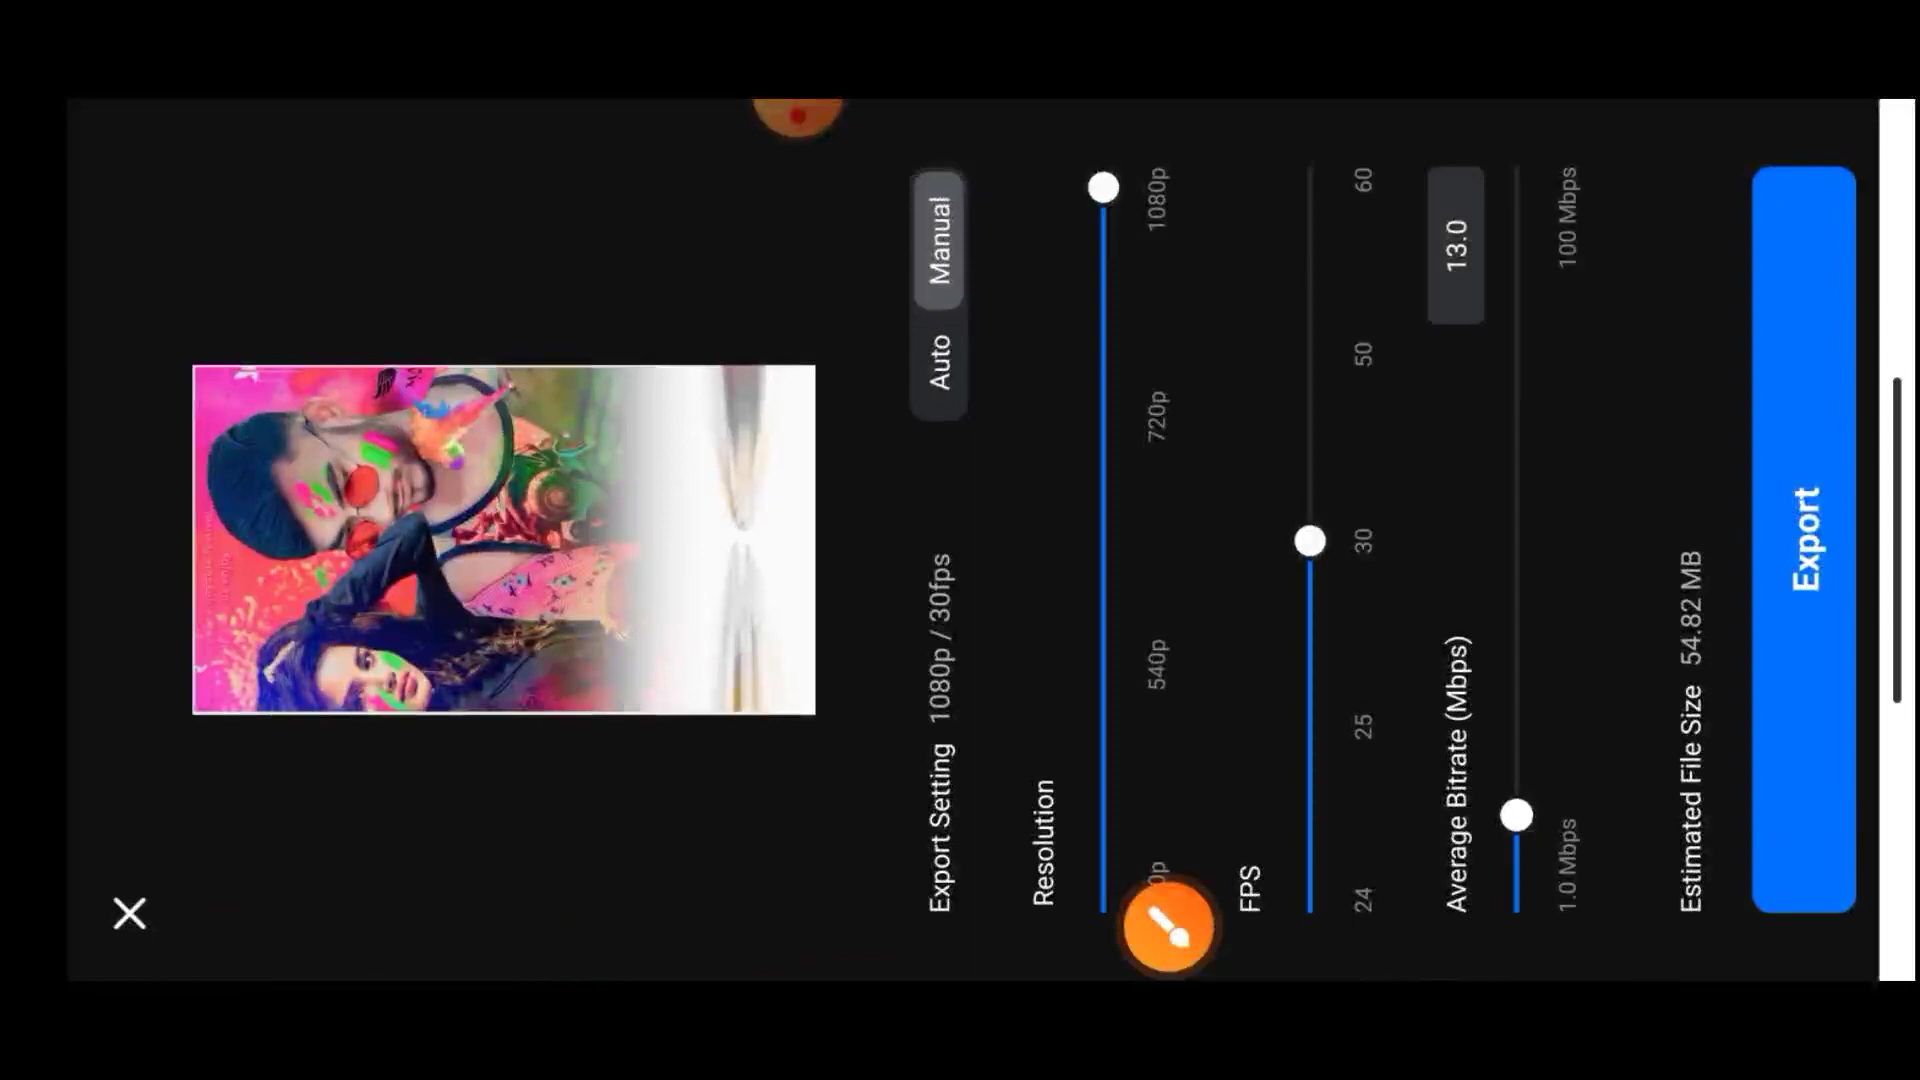 Export Setting 1080p / 30fps
Auto Manual
Resolution
540p 720p 1080p
FPS
24 25 30 50 60
Average Bitrate (Mbps) 13.0
1.0 Mbps 100 Mbps
Estimated File Size 54.82 MB
Export